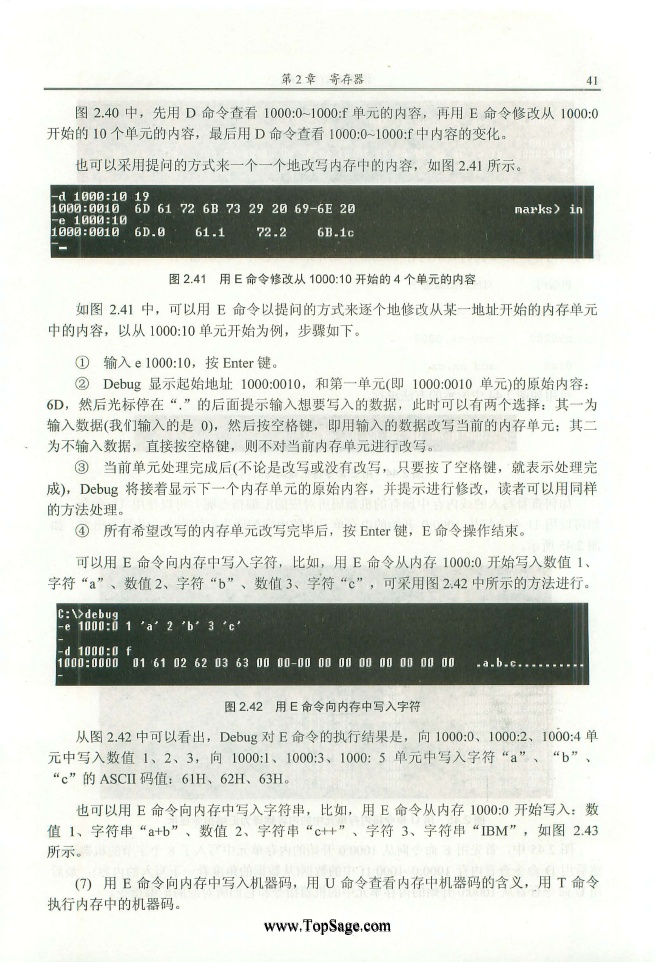 第 2 章 寄存器 41
图 2.40 中，先用 D 命令查看 1000:0~1000:f 单元的内容，再用 E 命令修改从 1000:0
开始的 10 个单元的内容，最后用 D 命令查看 1000:0~1000:f 中内容的变化。
也可以采用提问的方式来一个一个地改写内存中的内容，如图 2.41 所示。
-d 1000:10 19
1000:0010 6D 61 72 6B 73 29 20 69-6E 20 marks) in
-e 1000:10
1000:0010 6D.0 61.1 72.2 6B.1c
-
图 2.41 用 E 命令修改从 1000:10 开始的 4 个单元的内容
如图 2.41 中，可以用 E 命令以提问的方式来逐个地修改从某一地址开始的内存单元
中的内容，以从 1000:10 单元开始为例，步骤如下。
① 输入 e 1000:10，按 Enter 键。
② Debug 显示起始地址 1000:0010，和第一单元(即 1000:0010 单元)的原始内容：
6D，然后光标停在“.”的后面提示输入想要写入的数据，此时可以有两个选择：其一为
输入数据(我们输入的是 0)，然后按空格键，即用输入的数据改写当前的内存单元；其二
为不输入数据，直接按空格键，则不对当前内存单元进行改写。
③ 当前单元处理完成后(不论是改写或没有改写，只要按了空格键，就表示处理完
成)，Debug 将接着显示下一个内存单元的原始内容，并提示进行修改，读者可以用同样
的方法处理。
④ 所有希望改写的内存单元改写完毕后，按 Enter 键，E 命令操作结束。
可以用 E 命令向内存中写入字符，比如，用 E 命令从内存 1000:0 开始写入数值 1、
字符“a”、数值 2、字符“b”、数值 3、字符“c”，可采用图 2.42 中所示的方法进行。
C:\>debug
-e 1000:0 1 'a' 2 'b' 3 'c'
-
-d 1000:0 f
1000:0000 01 61 02 62 03 63 00 00-00 00 00 00 00 00 00 00 .a.b.c..........
-
图 2.42 用 E 命令向内存中写入字符
从图 2.42 中可以看出，Debug 对 E 命令的执行结果是，向 1000:0、1000:2、1000:4 单
元中写入数值 1、2、3，向 1000:1、1000:3、1000: 5 单元中写入字符“a”、“b”、
“c”的 ASCII 码值：61H、62H、63H。
也可以用 E 命令向内存中写入字符串，比如，用 E 命令从内存 1000:0 开始写入：数
值 1、字符串“a+b”、数值 2、字符串“c++”、字符 3、字符串“IBM”，如图 2.43
所示。
(7) 用 E 命令向内存中写入机器码，用 U 命令查看内存中机器码的含义，用 T 命令
执行内存中的机器码。
www.TopSage.com